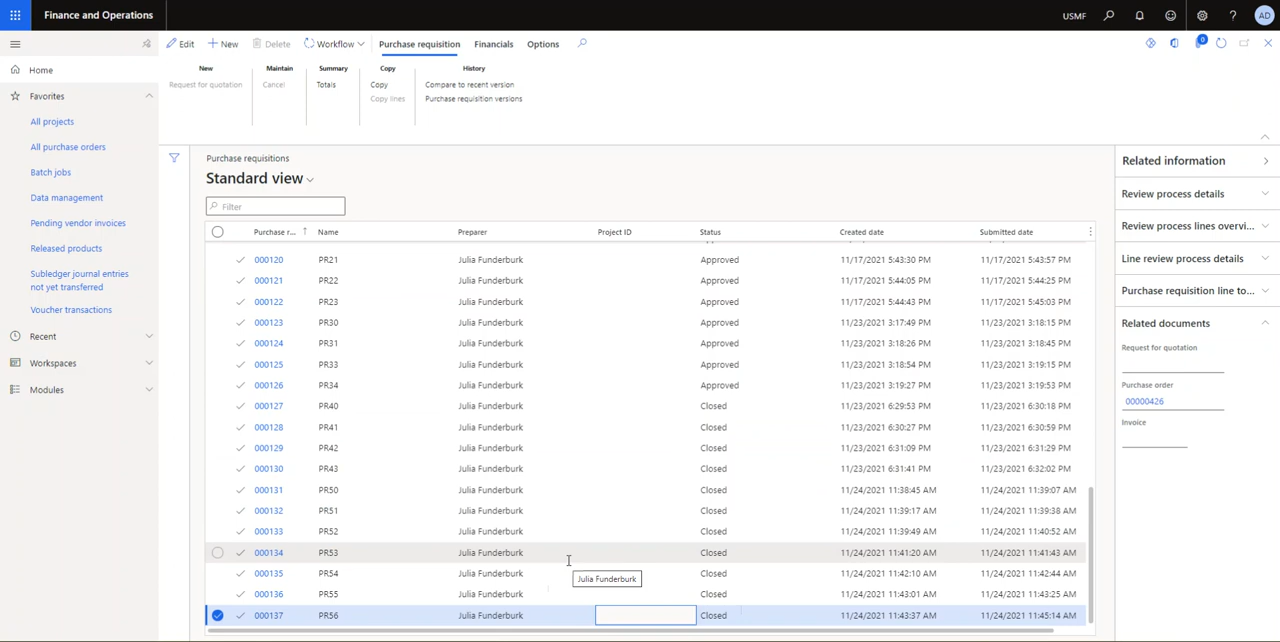 Finance and Operations
USMF
?
AD
Edit
New
Delete
Workflow
Purchase requisition
Financials
Options
0
New
Request for quotation
Maintain
Cancel
Summary
Totals
Copy
Copy
Copy lines
History
Compare to recent version
Purchase requisition versions
Home
Favorites
All projects
All purchase orders
Batch jobs
Data management
Pending vendor invoices
Released products
Subledger journal entries
not yet transferred
Voucher transactions
Recent
Workspaces
Modules
Purchase requisitions
Standard view
Filter
Purchase r... Name Preparer Project ID Status Created date Submitted date
000120 PR21 Julia Funderburk Approved 11/17/2021 5:43:30 PM 11/17/2021 5:43:57 PM
000121 PR22 Julia Funderburk Approved 11/17/2021 5:44:05 PM 11/17/2021 5:44:25 PM
000122 PR23 Julia Funderburk Approved 11/17/2021 5:44:43 PM 11/17/2021 5:45:03 PM
000123 PR30 Julia Funderburk Approved 11/23/2021 3:17:49 PM 11/23/2021 3:18:15 PM
000124 PR31 Julia Funderburk Approved 11/23/2021 3:18:26 PM 11/23/2021 3:18:45 PM
000125 PR33 Julia Funderburk Approved 11/23/2021 3:18:54 PM 11/23/2021 3:19:15 PM
000126 PR34 Julia Funderburk Approved 11/23/2021 3:19:27 PM 11/23/2021 3:19:53 PM
000127 PR40 Julia Funderburk Closed 11/23/2021 6:29:53 PM 11/23/2021 6:30:18 PM
000128 PR41 Julia Funderburk Closed 11/23/2021 6:30:27 PM 11/23/2021 6:30:59 PM
000129 PR42 Julia Funderburk Closed 11/23/2021 6:31:09 PM 11/23/2021 6:31:29 PM
000130 PR43 Julia Funderburk Closed 11/23/2021 6:31:41 PM 11/23/2021 6:32:02 PM
000131 PR50 Julia Funderburk Closed 11/24/2021 11:38:45 AM 11/24/2021 11:39:07 AM
000132 PR51 Julia Funderburk Closed 11/24/2021 11:39:17 AM 11/24/2021 11:39:38 AM
000133 PR52 Julia Funderburk Closed 11/24/2021 11:39:49 AM 11/24/2021 11:40:52 AM
000134 PR53 Julia Funderburk Closed 11/24/2021 11:41:20 AM 11/24/2021 11:41:43 AM
Julia Funderburk
000135 PR54 Julia Funderburk Closed 11/24/2021 11:42:10 AM 11/24/2021 11:42:44 AM
000136 PR55 Julia Funderburk Closed 11/24/2021 11:43:01 AM 11/24/2021 11:43:25 AM
000137 PR56 Julia Funderburk Closed 11/24/2021 11:43:37 AM 11/24/2021 11:45:14 AM
Related information
Review process details
Review process lines overvi...
Line review process details
Purchase requisition line to...
Related documents
Request for quotation
Purchase order
00000426
Invoice